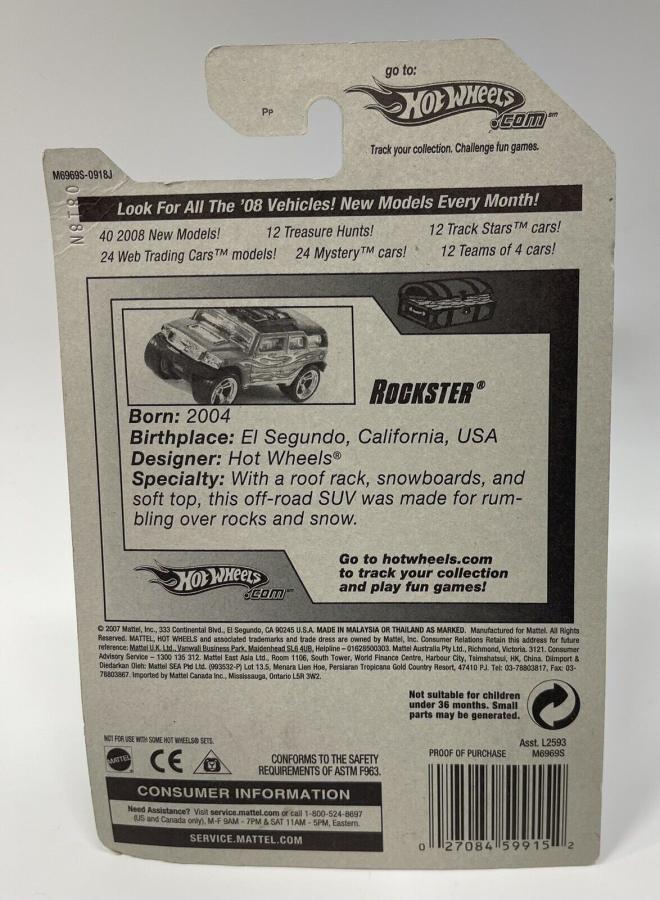 go to:
HOT WHEELS
.COM℠
PP
Track your collection. Challenge fun games.
M6969S-0918J
N8180
Look For All The '08 Vehicles! New Models Every Month!
40 2008 New Models! 12 Treasure Hunts! 12 Track Stars™ cars!
24 Web Trading Cars™ models! 24 Mystery™ cars! 12 Teams of 4 cars!
ROCKSTER®
Born: 2004
Birthplace: El Segundo, California, USA
Designer: Hot Wheels®
Specialty: With a roof rack, snowboards, and
soft top, this off-road SUV was made for rum-
bling over rocks and snow.
HOT WHEELS
.COM℠
Go to hotwheels.com
to track your collection
and play fun games!
© 2007 Mattel, Inc., 333 Continental Blvd., El Segundo, CA 90245 U.S.A. MADE IN MALAYSIA OR THAILAND AS MARKED. Manufactured for Mattel. All Rights
Reserved. MATTEL, HOT WHEELS and associated trademarks and trade dress are owned by Mattel, Inc. Consumer Relations Retain this address for future
reference: Mattel U.K. Ltd., Vanwall Business Park, Maidenhead SL6 4UB. Helpline – 01628500303. Mattel Australia Pty Ltd., Richmond, Victoria. 3121. Consumer
Advisory Service – 1300 135 312. Mattel East Asia Ltd., Room 1106, South Tower, World Finance Centre, Harbour City, Tsimshatsui, HK, China. Diimport &
Diedarkan Oleh: Mattel SEA Ptd Ltd. (993532-P) Lot 13.5, Menara Lien Hoe, Persiaran Tropicana Golf Country Resort, 47410 PJ. Tel: 03-78803817, Fax: 03-
78803867. Imported by Mattel Canada Inc., Mississauga, Ontario L5R 3W2.
Not suitable for children
under 36 months. Small
parts may be generated.
NOT FOR USE WITH SOME HOT WHEELS® SETS.
MATTEL
CE
CONFORMS TO THE SAFETY
REQUIREMENTS OF ASTM F963.
PROOF OF PURCHASE
Asst. L2593
M6969S
CONSUMER INFORMATION
Need Assistance? Visit service.mattel.com or call 1-800-524-8697
(US and Canada only), M-F 9AM - 7PM & SAT 11AM - 5PM, Eastern.
SERVICE.MATTEL.COM
0 27084 59915 2